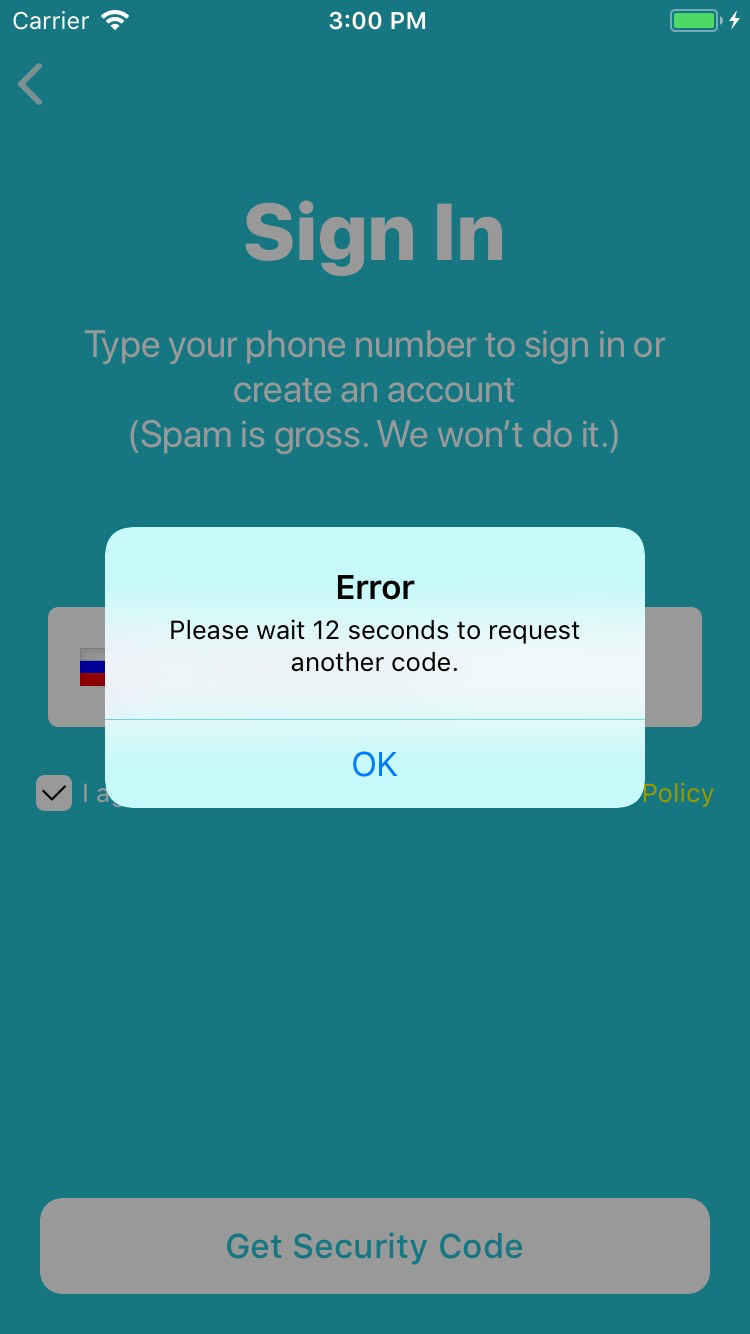 Carrier
3:00 PM
Sign In
Type your phone number to sign in or
create an account
(Spam is gross. We won’t do it.)
Error
Please wait 12 seconds to request
another code.
OK
I
Policy
Get Security Code